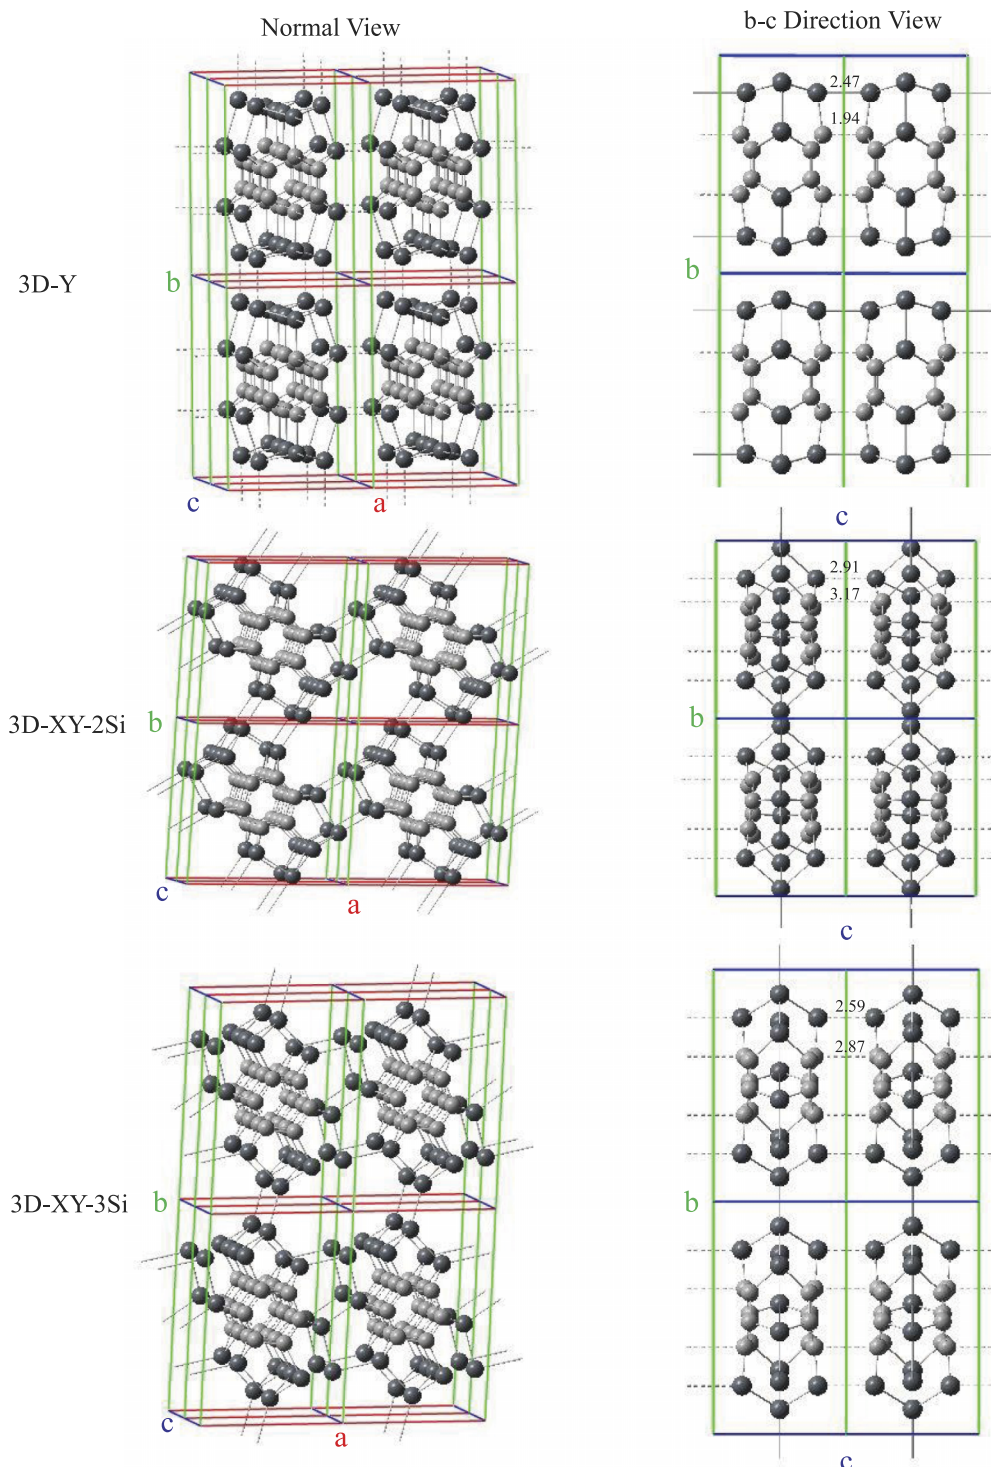 Normal View
b-c Direction View
2.47
1.94
3D-Y
b
b
c
a
c
2.91
3.17
3D-XY-2Si
b
b
c
a
c
2.59
2.87
3D-XY-3Si
b
b
c
a
c